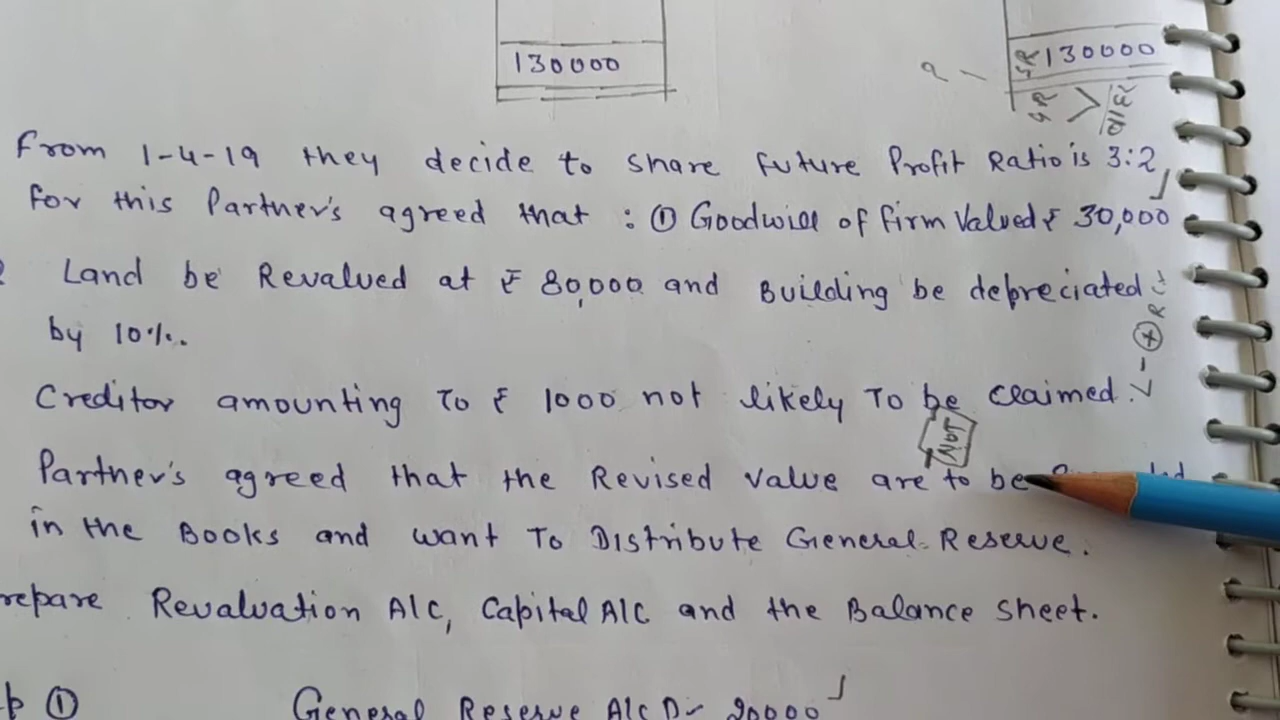 130000
130000
From 1-4-19 they decide to share future Profit Ratio is 3:2
for this Partner's agreed that : ① Goodwill of firm Valued ₹ 30,000
Land be Revalued at ₹ 80,000 and Building be depreciated
by 10%.
Creditor amounting To ₹ 1000 not likely To be claimed.
NOT
Partner's agreed that the Revised Value are to be
in the Books and want To Distribute General Reserve.
repare Revaluation A/C, Capital A/C and the Balance Sheet.
① General Reserve A/C Dr 20000